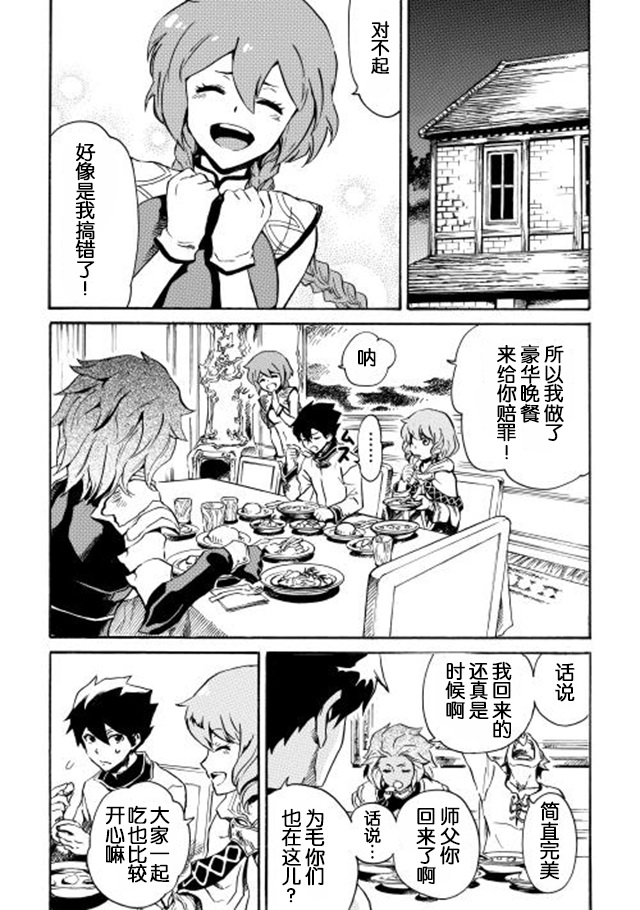 对不起
好像是我搞错了！
所以我做了
豪华晚餐
来给你赔罪！
呐
……
ムス
话说
我回来的
还真是
时候啊
简直完美
师父你
回来了啊
话说…
为毛你们
也在这儿？
大家一起
吃也比较
开心嘛